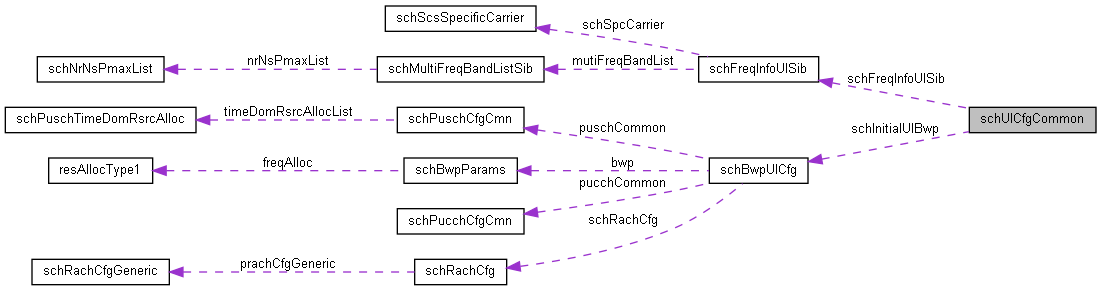 schScsSpecificCarrier
schSpcCarrier
nrNsPmaxList
mutiFreqBandList
schNrNsPmaxList
schMultiFreqBandListSib
schFreqInfoUlSib
schFreqInfoUlSib
timeDomRsrcAllocList
schPuschTimeDomRsrcAlloc
schPuschCfgCmn
puschCommon
schInitialUlBwp
schUlCfgCommon
freqAlloc
bwp
resAllocType1
schBwpParams
schBwpUlCfg
pucchCommon
schPucchCfgCmn
schRachCfg
prachCfgGeneric
schRachCfgGeneric
schRachCfg